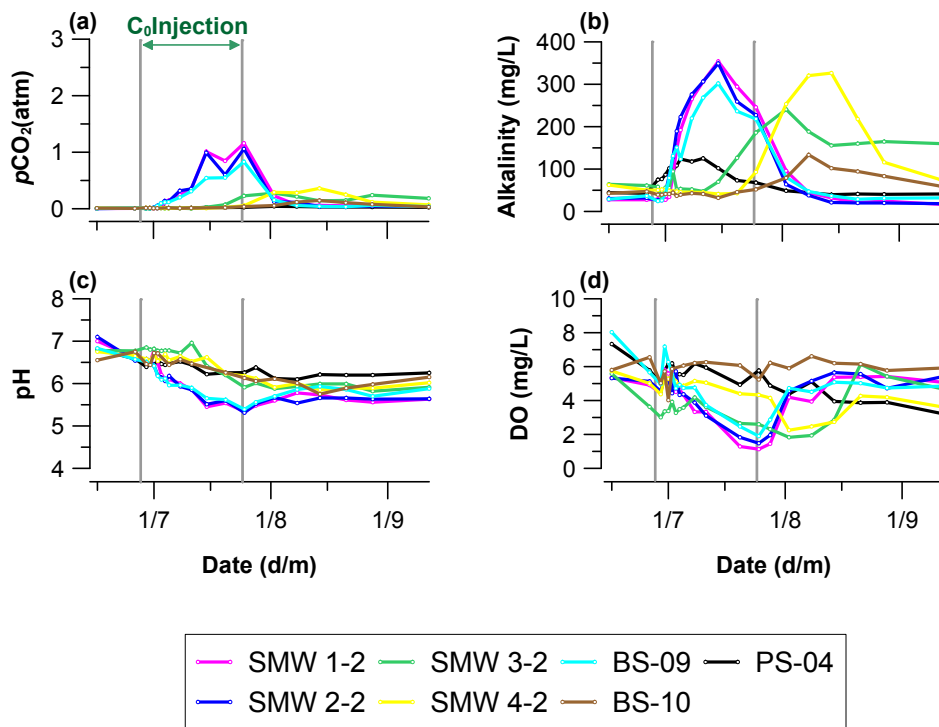 (a)
C₀Injection
pCO₂(atm)
3
2
1
0
(b)
Alkalinity (mg/L)
400
300
200
100
0
(c)
pH
8
7
6
5
4
1/7
1/8
1/9
Date (d/m)
(d)
DO (mg/L)
10
8
6
4
2
0
1/7
1/8
1/9
Date (d/m)
SMW 1-2
SMW 3-2
BS-09
PS-04
SMW 2-2
SMW 4-2
BS-10